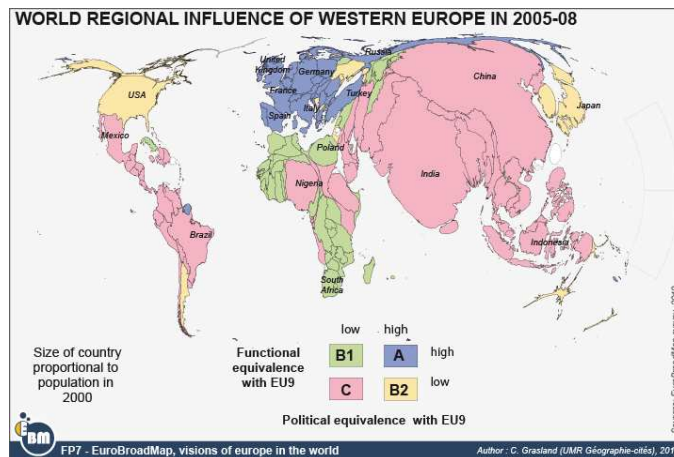 WORLD REGIONAL INFLUENCE OF WESTERN EUROPE IN 2005-08
United
Kingdom
Germany
Russia
France
Spain
Italy
Turkey
China
USA
Japan
Mexico
Poland
Nigeria
India
Brazil
Indonesia
South
Africa
low high
Functional
equivalence
with EU9
B1 A high
C B2 low
Political equivalence with EU9
Size of country
proportional to
population in
2000
E
BM
FP7 - EuroBroadMap, visions of europe in the world
Author : C. Grasland (UMR Géographie-cités), 201